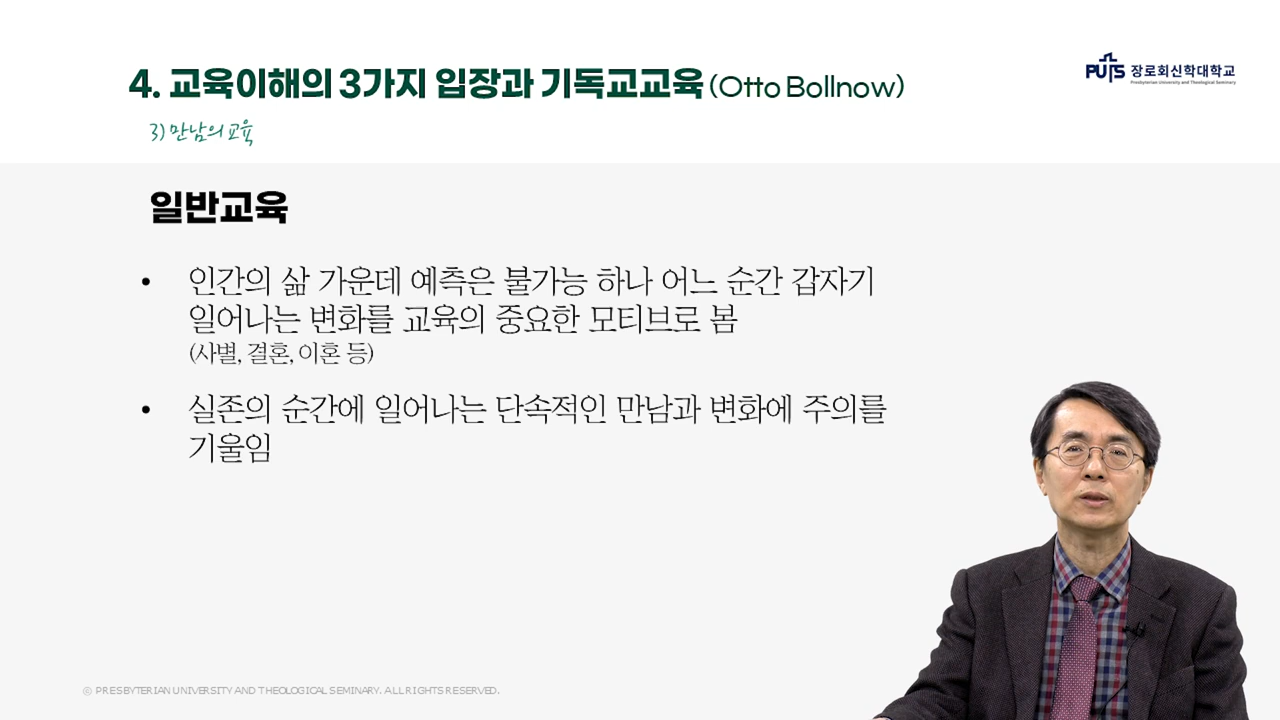 4. 교육이해의 3가지 입장과 기독교교육 (Otto Bollnow)
PUTS 장로회신학대학교
Presbyterian University and Theological Seminary
3) 만남의 교육
일반교육
• 인간의 삶 가운데 예측은 불가능 하나 어느 순간 갑자기
일어나는 변화를 교육의 중요한 모티브로 봄
(사별, 결혼, 이혼 등)
• 실존의 순간에 일어나는 단속적인 만남과 변화에 주의를
기울임
© PRESBYTERIAN UNIVERSITY AND THEOLOGICAL SEMINARY. ALL RIGHTS RESERVED.